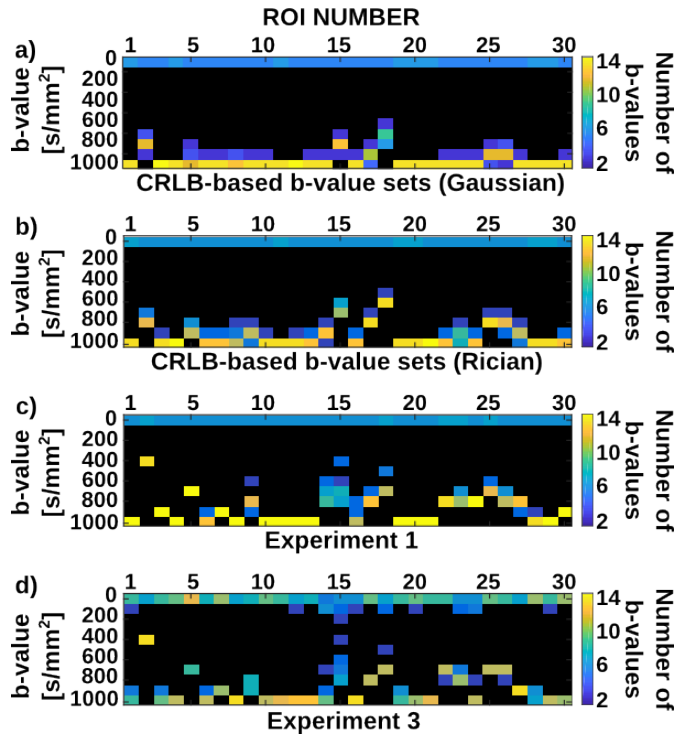 ROI NUMBER
a)
1 5 10 15 20 25 30
0
200
400
600
800
1000
b-value
[s/mm²]
14
10
6
2
Number of
b-values
CRLB-based b-value sets (Gaussian)
b)
1 5 10 15 20 25 30
0
200
400
600
800
1000
b-value
[s/mm²]
14
10
6
2
Number of
b-values
CRLB-based b-value sets (Rician)
c)
1 5 10 15 20 25 30
0
200
400
600
800
1000
b-value
[s/mm²]
14
10
6
2
Number of
b-values
Experiment 1
d)
1 5 10 15 20 25 30
0
200
400
600
800
1000
b-value
[s/mm²]
14
10
6
2
Number of
b-values
Experiment 3